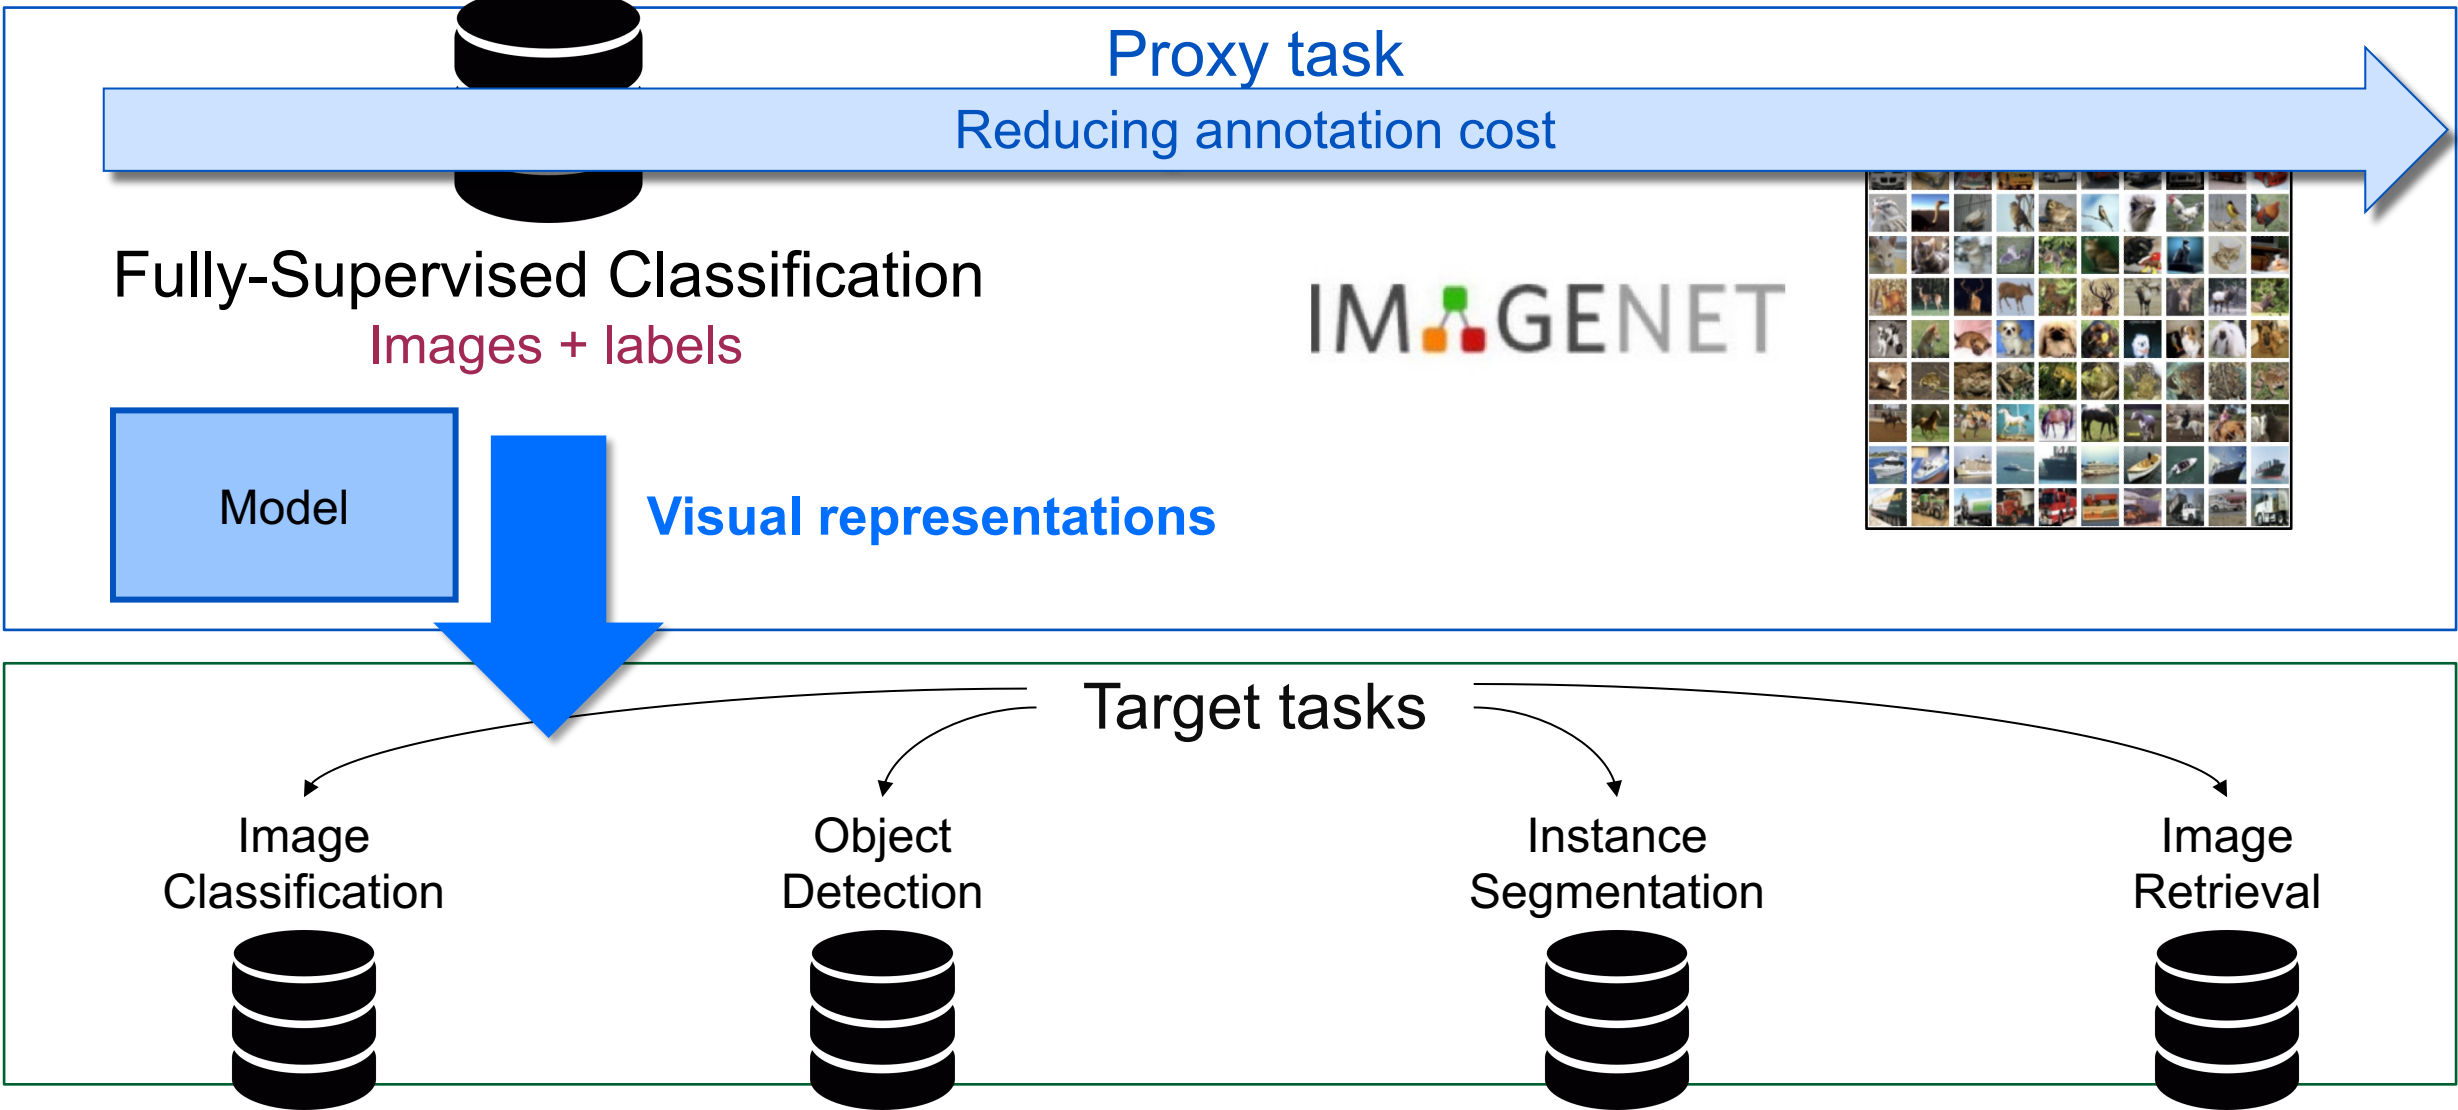 Proxy task
Reducing annotation cost
Fully-Supervised Classification
Images + labels
IMAGENET
Model
Visual representations
Target tasks
Image
Classification
Object
Detection
Instance
Segmentation
Image
Retrieval